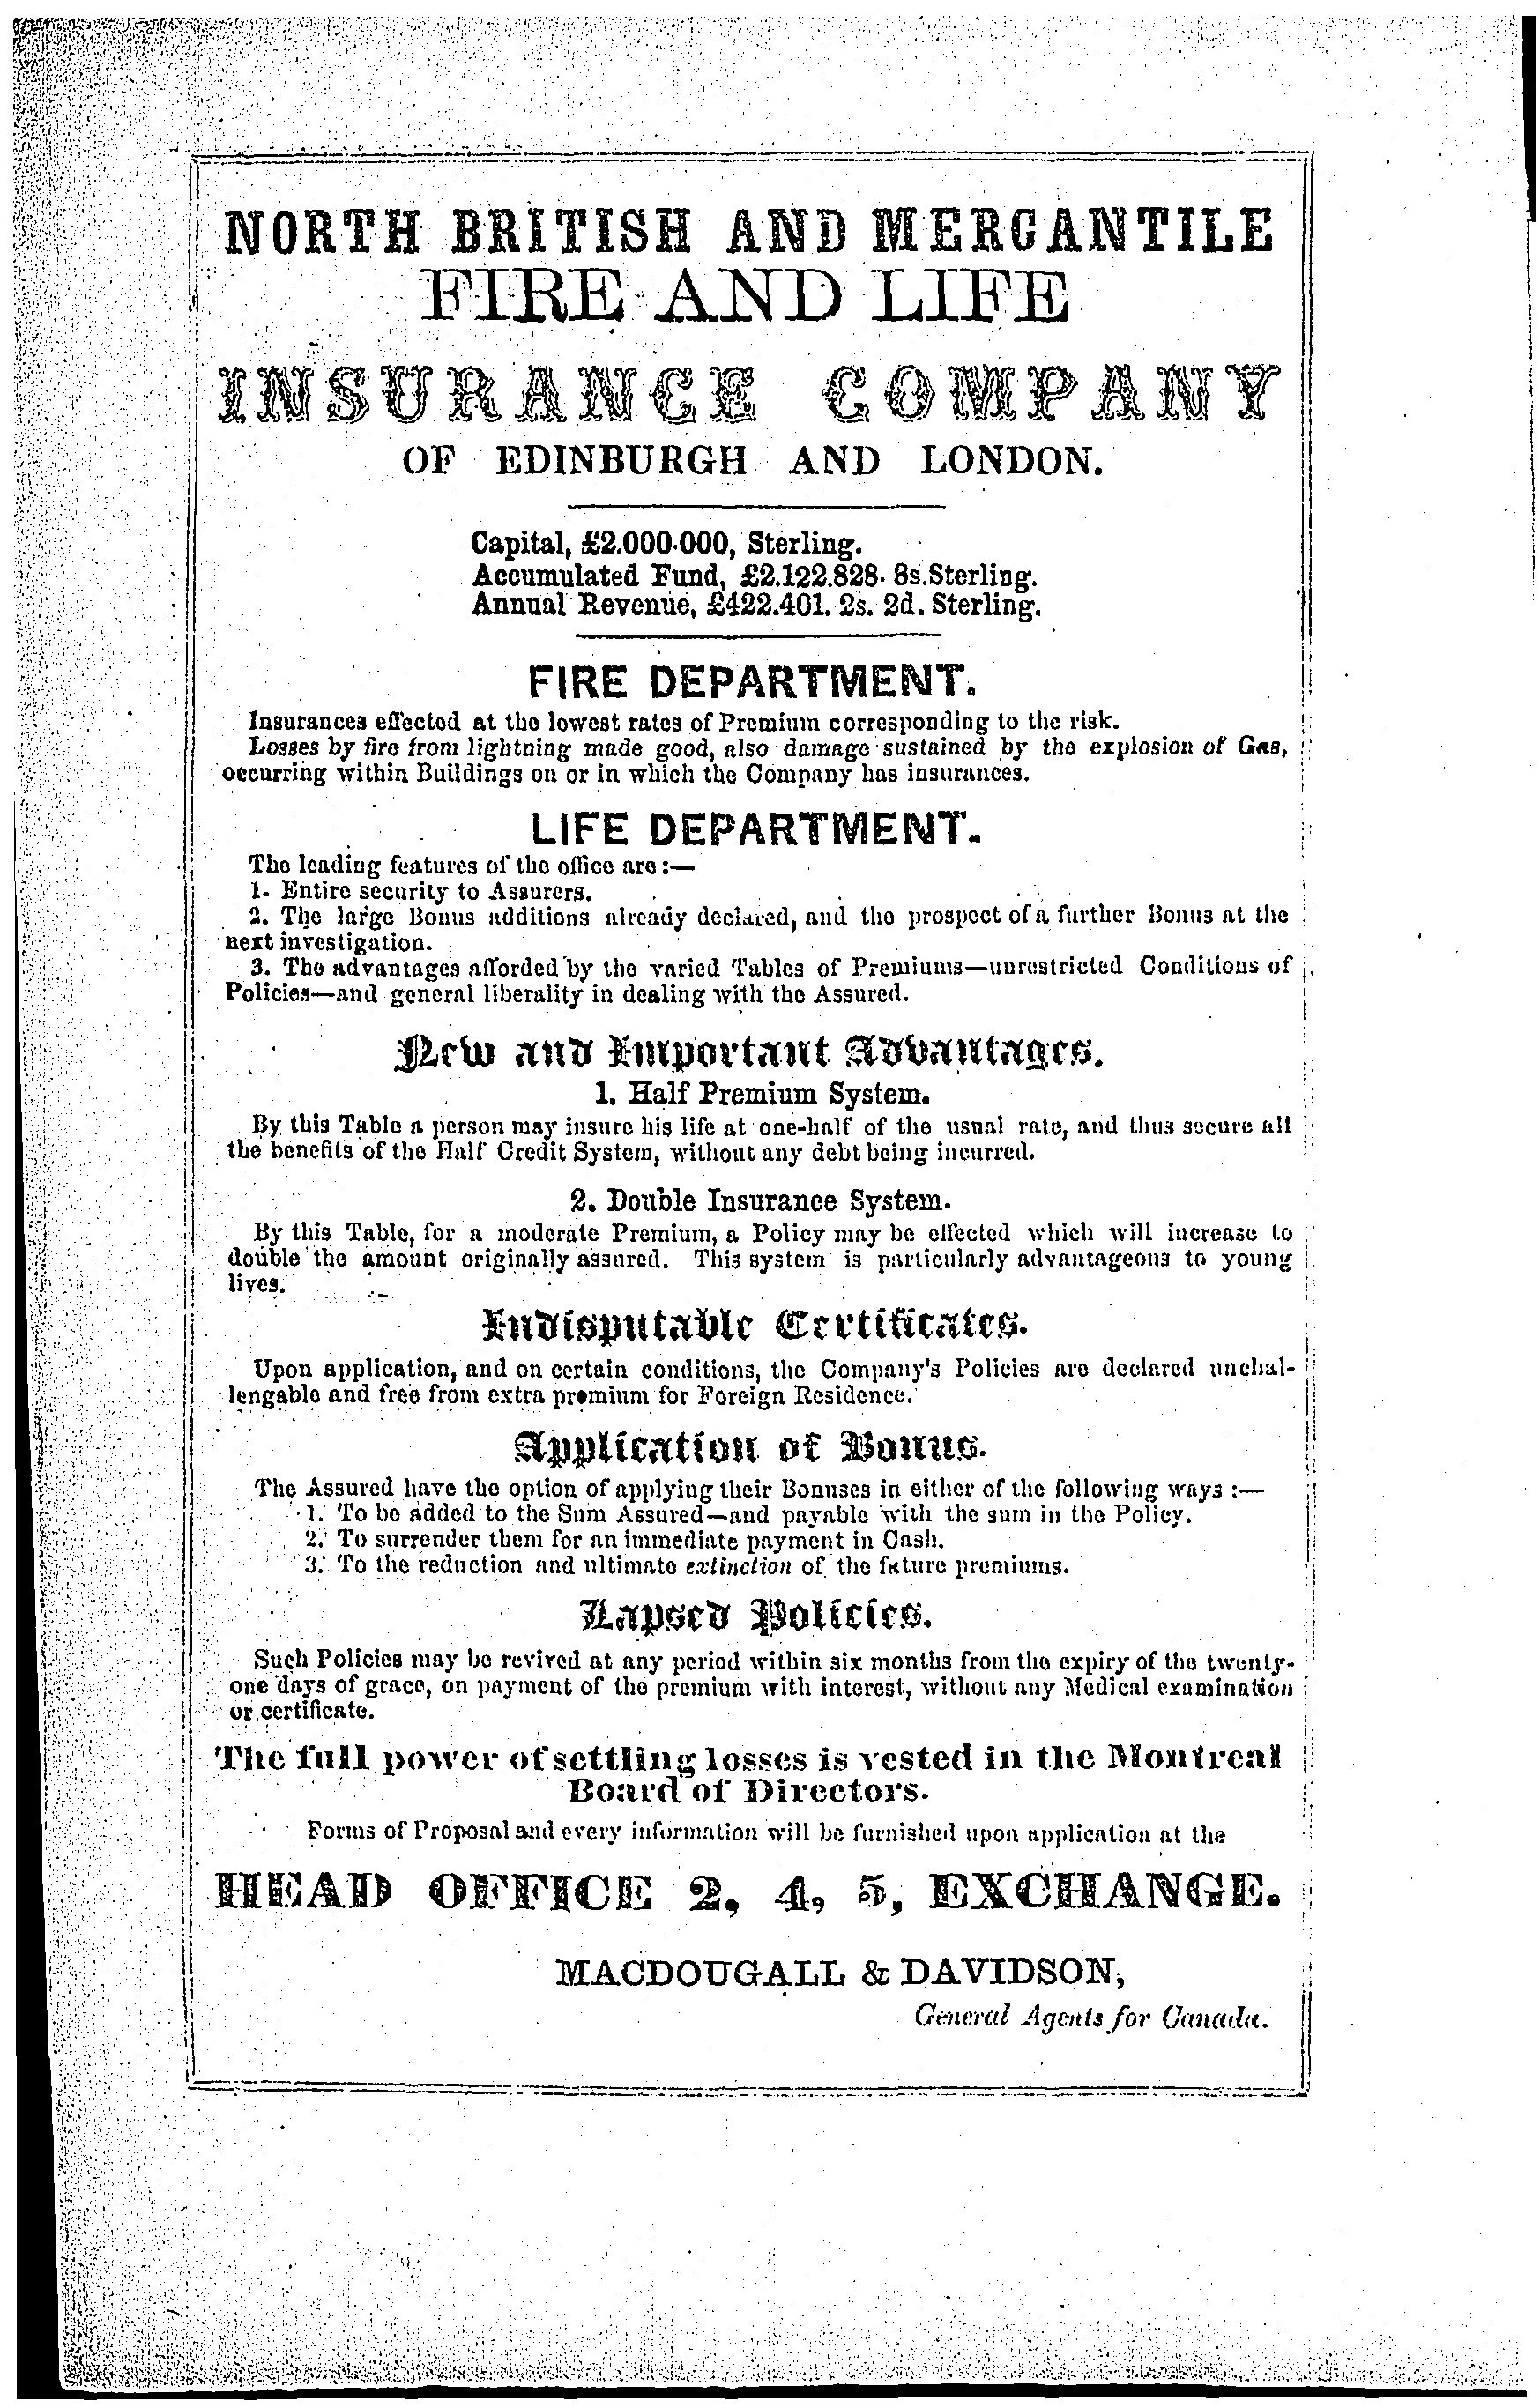 NORTH BRITISH AND MERCANTILE
FIRE AND LIFE
INSURANCE COMPANY
OF EDINBURGH AND LONDON.
Capital, £2.000.000, Sterling.
Accumulated Fund, £2.122.828. 8s. Sterling.
Annual Revenue, £422.401. 2s. 2d. Sterling.
FIRE DEPARTMENT.
Insurances effected at the lowest rates of Premium corresponding to the risk.
Losses by fire from lightning made good, also damage sustained by the explosion of Gas,
occurring within Buildings on or in which the Company has insurances.
LIFE DEPARTMENT.
The leading features of the office are:—
1. Entire security to Assurers.
2. The large Bonus additions already declared, and the prospect of a further Bonus at the
next investigation.
3. The advantages afforded by the varied Tables of Premiums—unrestricted Conditions of
Policies—and general liberality in dealing with the Assured.
New and Important Advantages.
1. Half Premium System.
By this Table a person may insure his life at one-half of the usual rate, and thus secure all
the benefits of the Half Credit System, without any debt being incurred.
2. Double Insurance System.
By this Table, for a moderate Premium, a Policy may be effected which will increase to
double the amount originally assured. This system is particularly advantageous to young
lives.
Indisputable Certificates.
Upon application, and on certain conditions, the Company's Policies are declared unchal-
lengable and free from extra premium for Foreign Residence.
Application of Bonus.
The Assured have the option of applying their Bonuses in either of the following ways:—
1. To be added to the Sum Assured—and payable with the sum in the Policy.
2. To surrender them for an immediate payment in Cash.
3. To the reduction and ultimate extinction of the future premiums.
Lapsed Policies.
Such Policies may be revived at any period within six months from the expiry of the twenty-
one days of grace, on payment of the premium with interest, without any Medical examination
or certificate.
The full power of settling losses is vested in the Montreal
Board of Directors.
Forms of Proposal and every information will be furnished upon application at the
HEAD OFFICE 2, 4, 5, EXCHANGE.
MACDOUGALL & DAVIDSON,
General Agents for Canada.